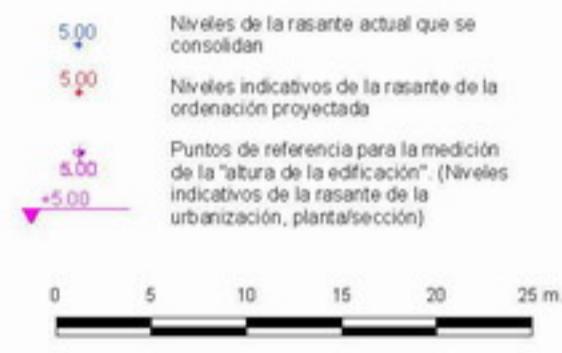 5.00
Niveles de la rasante actual que se
consolidan
5.00
Niveles indicativos de la rasante de la
ordenación proyectada
5.00
+5.00
Puntos de referencia para la medición
de la "altura de la edificación". (Niveles
indicativos de la rasante de la
urbanización, planta/sección)
0 5 10 15 20 25 m.